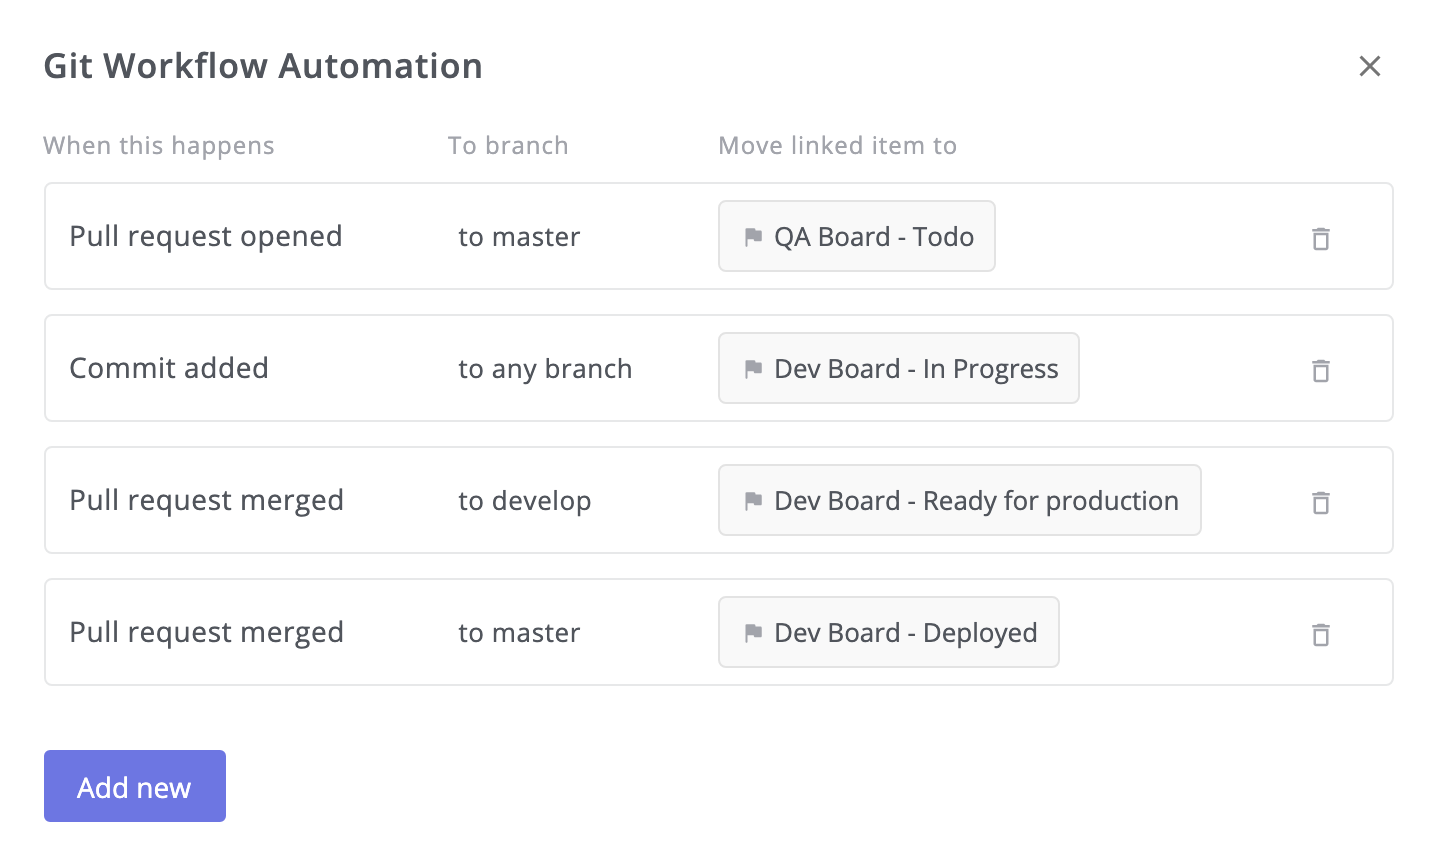 Git Workflow Automation
When this happens To branch Move linked item to
Pull request opened to master QA Board - Todo
Commit added to any branch Dev Board - In Progress
Pull request merged to develop Dev Board - Ready for production
Pull request merged to master Dev Board - Deployed
Add new